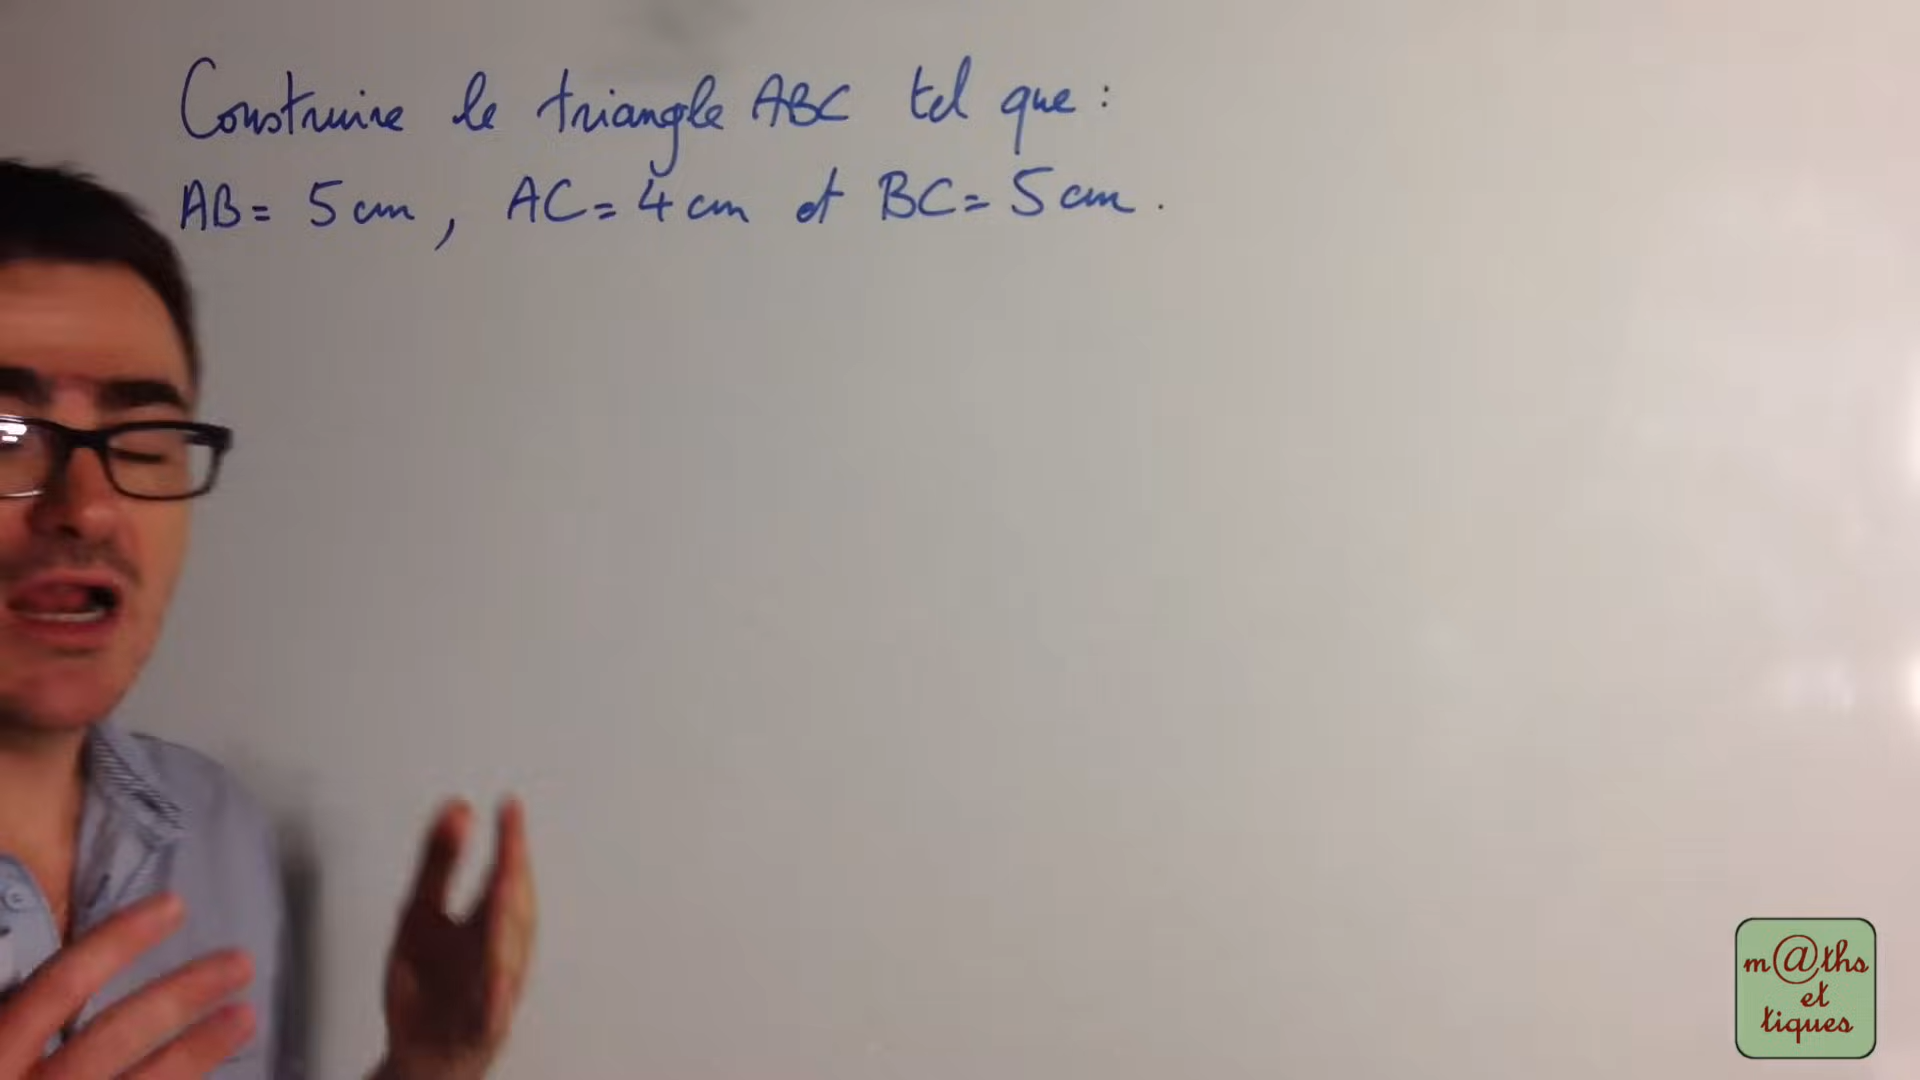 Construire le triangle ABC tel que :
AB = 5 cm , AC = 4 cm et BC = 5 cm .
m@ths
et
tiques